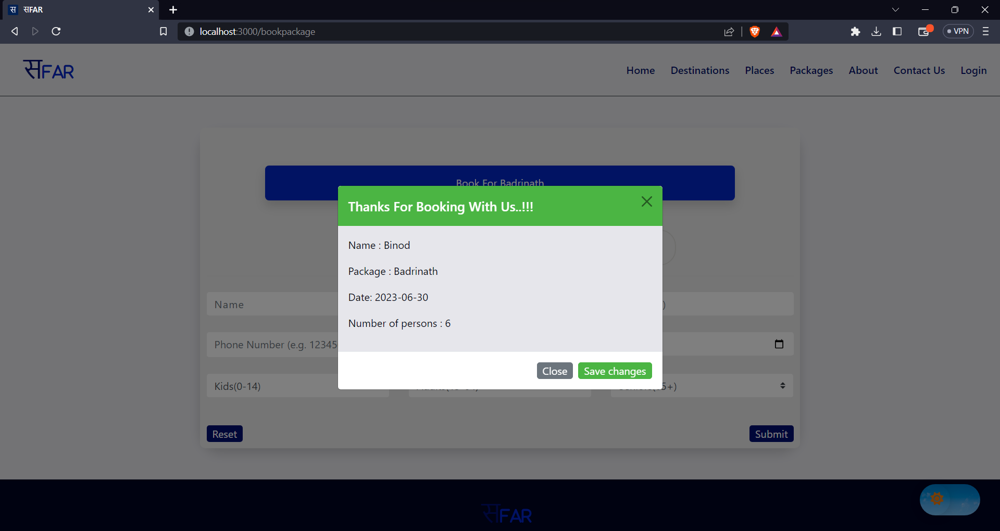 सFAR
localhost:3000/bookpackage
VPN
सFAR
Home Destinations Places Packages About Contact Us Login
Book For Badrinath
Thanks For Booking With Us..!!!
Name : Binod
Package : Badrinath
Date: 2023-06-30
Number of persons : 6
Name )
Phone Number (e.g. 12345
Close Save changes
Kids(0-14) 5+)
Reset Submit
सFAR